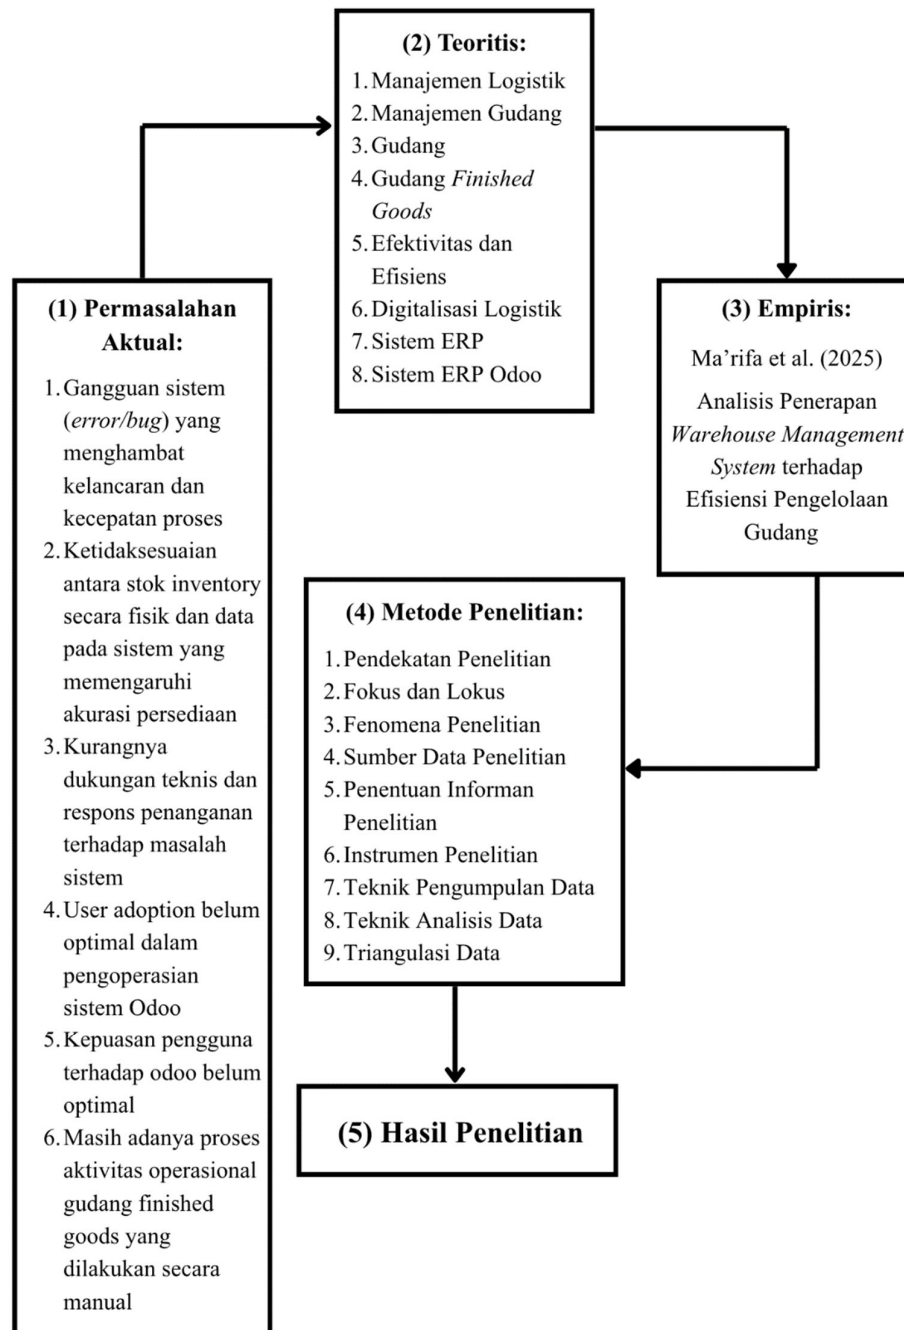 (1) Permasalahan
Aktual:
1. Gangguan sistem
(error/bug) yang
menghambat
kelancaran dan
kecepatan proses
2. Ketidaksesuaian
antara stok inventory
secara fisik dan data
pada sistem yang
memengaruhi
akurasi persediaan
3. Kurangnya
dukungan teknis dan
respons penanganan
terhadap masalah
sistem
4. User adoption belum
optimal dalam
pengoperasian
sistem Odoo
5. Kepuasan pengguna
terhadap odoo belum
optimal
6. Masih adanya proses
aktivitas operasional
gudang finished
goods yang
dilakukan secara
manual
(2) Teoritis:
1. Manajemen Logistik
2. Manajemen Gudang
3. Gudang
4. Gudang Finished
Goods
5. Efektivitas dan
Efisiens
6. Digitalisasi Logistik
7. Sistem ERP
8. Sistem ERP Odoo
(3) Empiris:
Ma’rifa et al. (2025)
Analisis Penerapan
Warehouse Management
System terhadap
Efisiensi Pengelolaan
Gudang
(4) Metode Penelitian:
1. Pendekatan Penelitian
2. Fokus dan Lokus
3. Fenomena Penelitian
4. Sumber Data Penelitian
5. Penentuan Informan
Penelitian
6. Instrumen Penelitian
7. Teknik Pengumpulan Data
8. Teknik Analisis Data
9. Triangulasi Data
(5) Hasil Penelitian